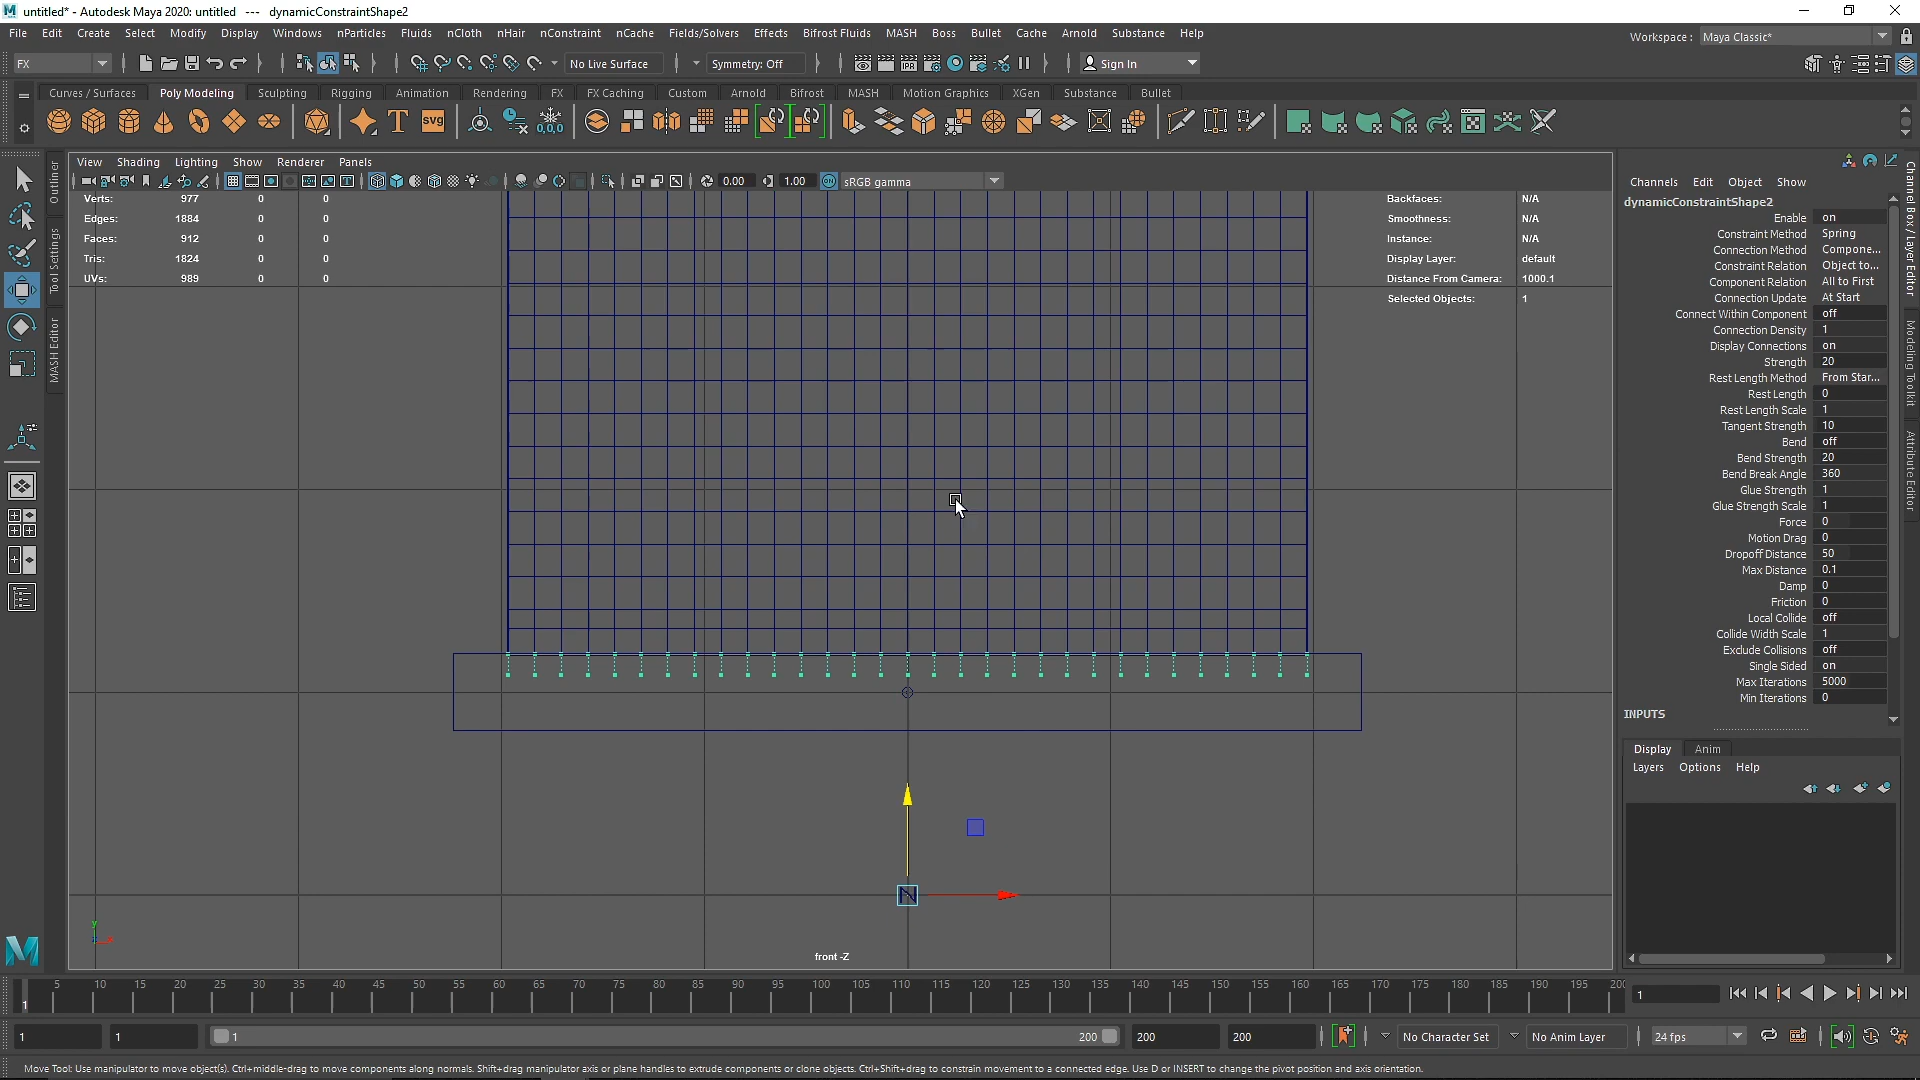 untitled* - Autodesk Maya 2020: untitled --- dynamicConstraintShape2
File Edit Create Select Modify Display Windows nParticles Fluids nCloth nHair nConstraint nCache Fields/Solvers Effects Bifrost Fluids MASH Boss Bullet Cache Arnold Substance Help
Workspace : Maya Classic*
FX No Live Surface Symmetry: Off Sign In
Curves / Surfaces Poly Modeling Sculpting Rigging Animation Rendering FX FX Caching Custom Arnold Bifrost MASH Motion Graphics XGen Substance Bullet
View Shading Lighting Show Renderer Panels
0.00 1.00 sRGB gamma
Outliner
Tool Settings
MASH Editor
Verts: 977 0 0
Edges: 1884 0 0
Faces: 912 0 0
Tris: 1824 0 0
UVs: 989 0 0
Backfaces: N/A
Smoothness: N/A
Instance: N/A
Display Layer: default
Distance From Camera: 1000.1
Selected Objects: 1
front -Z
Channels Edit Object Show
dynamicConstraintShape2
Enable on
Constraint Method Spring
Connection Method Compone...
Constraint Relation Object to...
Component Relation All to First
Connection Update At Start
Connect Within Component off
Connection Density 1
Display Connections on
Strength 20
Rest Length Method From Star...
Rest Length 0
Rest Length Scale 1
Tangent Strength 10
Bend off
Bend Strength 20
Bend Break Angle 360
Glue Strength 1
Glue Strength Scale 1
Force 0
Motion Drag 0
Dropoff Distance 50
Max Distance 0.1
Damp 0
Friction 0
Local Collide off
Collide Width Scale 1
Exclude Collisions off
Single Sided on
Max Iterations 5000
Min Iterations 0
INPUTS
Channel Box / Layer Editor
Modeling Toolkit
Attribute Editor
Display Anim
Layers Options Help
5 10 15 20 25 30 35 40 45 50 55 60 65 70 75 80 85 90 95 100 105 110 115 120 125 130 135 140 145 150 155 160 165 170 175 180 185 190 195 200
1 1
1 1 1 200 200 200 No Character Set No Anim Layer 24 fps
Move Tool: Use manipulator to move object(s). Ctrl+middle-drag to move components along normals. Shift+drag manipulator axis or plane handles to extrude components or clone objects. Ctrl+Shift+drag to constrain movement to a connected edge. Use D or INSERT to change the pivot position and axis orientation.